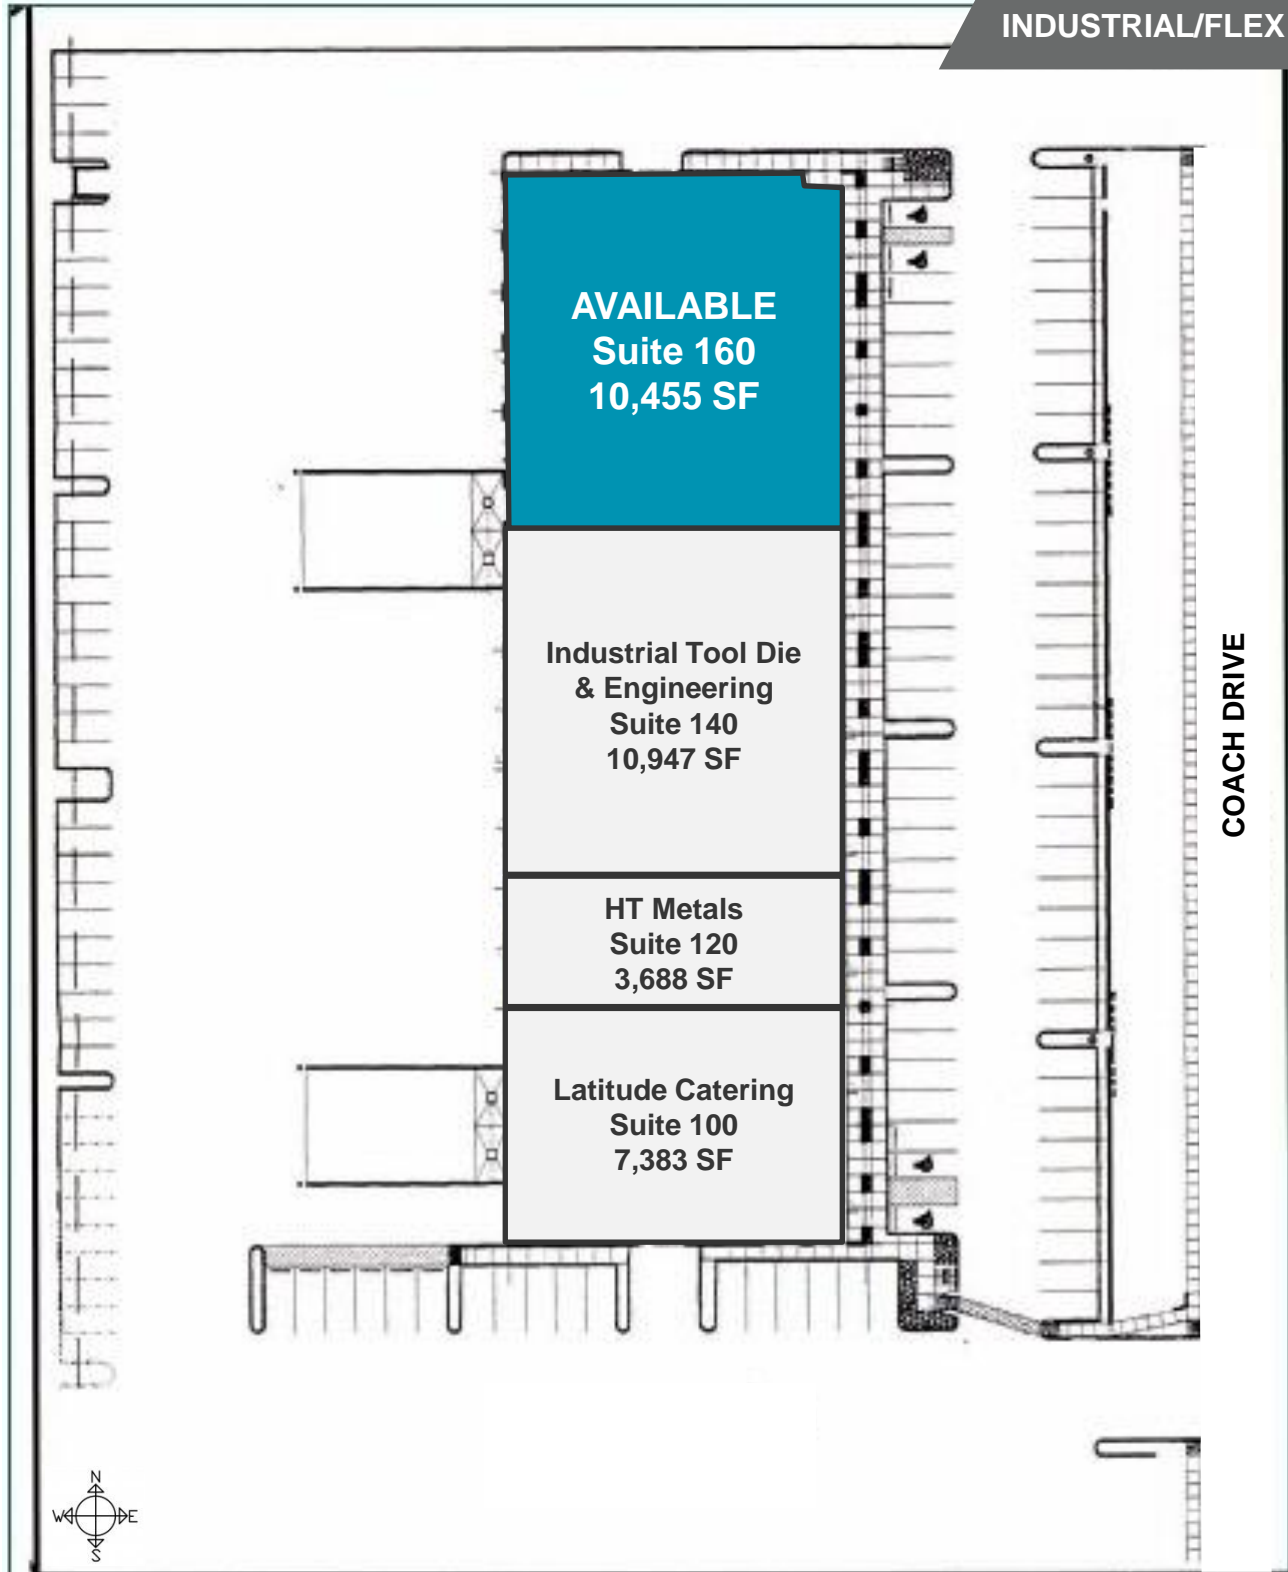 INDUSTRIAL/FLEX
AVAILABLE
Suite 160
10,455 SF
Industrial Tool Die
& Engineering
Suite 140
10,947 SF
HT Metals
Suite 120
3,688 SF
Latitude Catering
Suite 100
7,383 SF
COACH DRIVE
N
W E
S